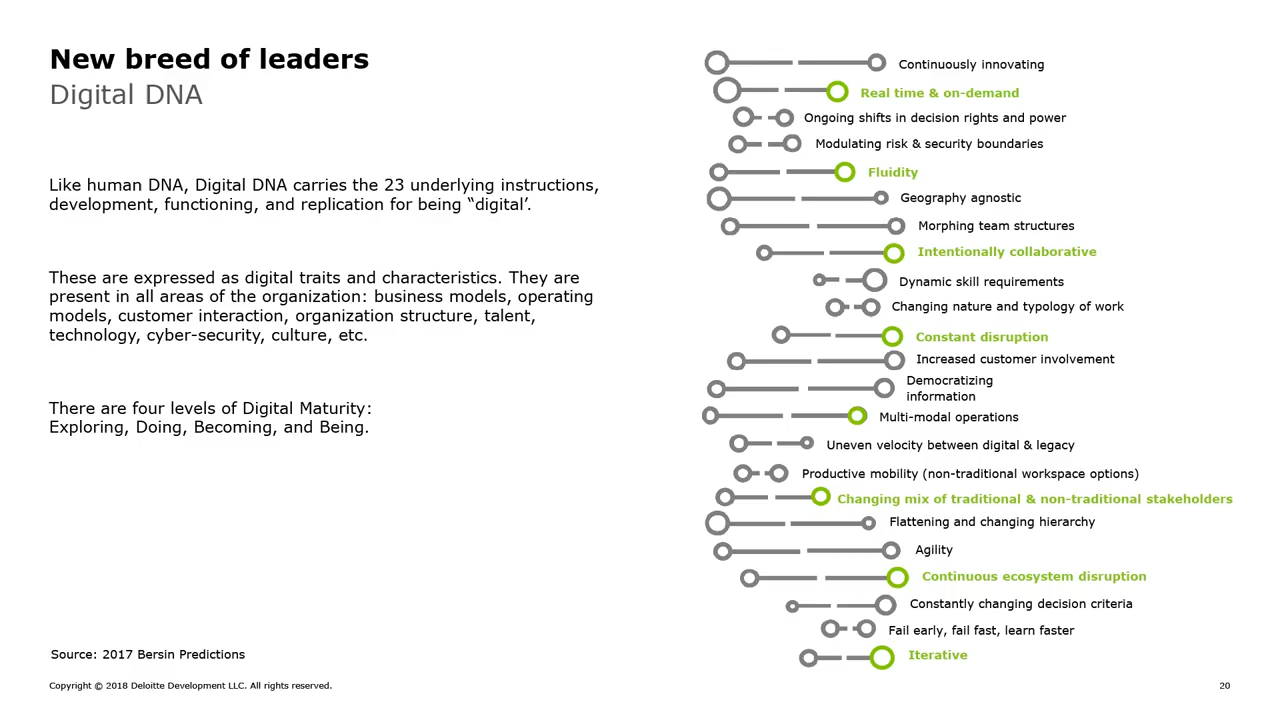 New breed of leaders
Digital DNA
Like human DNA, Digital DNA carries the 23 underlying instructions,
development, functioning, and replication for being “digital’.
These are expressed as digital traits and characteristics. They are
present in all areas of the organization: business models, operating
models, customer interaction, organization structure, talent,
technology, cyber-security, culture, etc.
There are four levels of Digital Maturity:
Exploring, Doing, Becoming, and Being.
Continuously innovating
Real time & on-demand
Ongoing shifts in decision rights and power
Modulating risk & security boundaries
Fluidity
Geography agnostic
Morphing team structures
Intentionally collaborative
Dynamic skill requirements
Changing nature and typology of work
Constant disruption
Increased customer involvement
Democratizing
information
Multi-modal operations
Uneven velocity between digital & legacy
Productive mobility (non-traditional workspace options)
Changing mix of traditional & non-traditional stakeholders
Flattening and changing hierarchy
Agility
Continuous ecosystem disruption
Constantly changing decision criteria
Fail early, fail fast, learn faster
Iterative
Source: 2017 Bersin Predictions
Copyright © 2018 Deloitte Development LLC. All rights reserved.
20